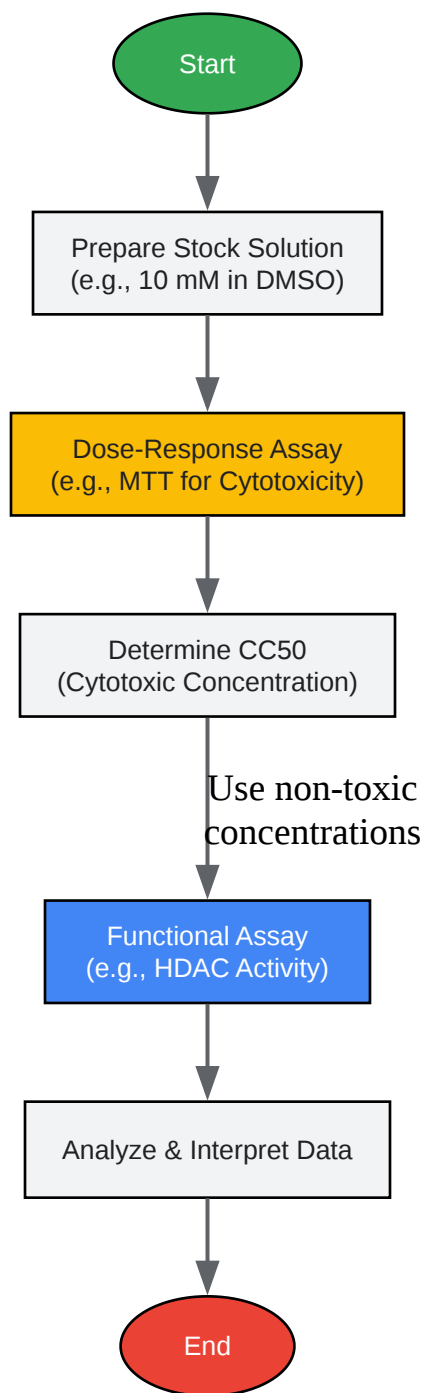 Start
Prepare Stock Solution
(e.g., 10 mM in DMSO)
Dose-Response Assay
(e.g., MTT for Cytotoxicity)
Determine CC50
(Cytotoxic Concentration)
Use non-toxic
concentrations
Functional Assay
(e.g., HDAC Activity)
Analyze & Interpret Data
End